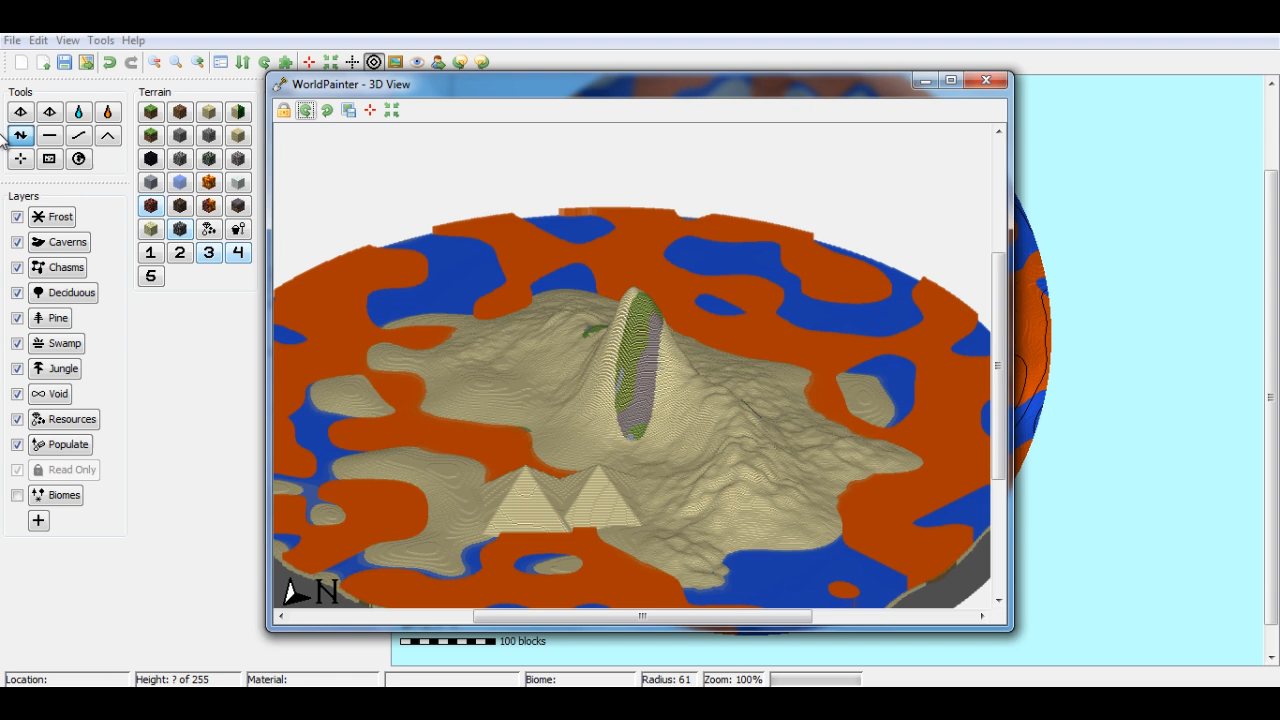 File Edit View Tools Help
WorldPainter - 3D View
Tools
Terrain
Layers
Frost
Caverns
Chasms
Deciduous
Pine
Swamp
Jungle
Void
Resources
Populate
Read Only
Biomes
1 2 3 4
5
N
100 blocks
Location: Height: ? of 255 Material: Biome: Radius: 61 Zoom: 100%